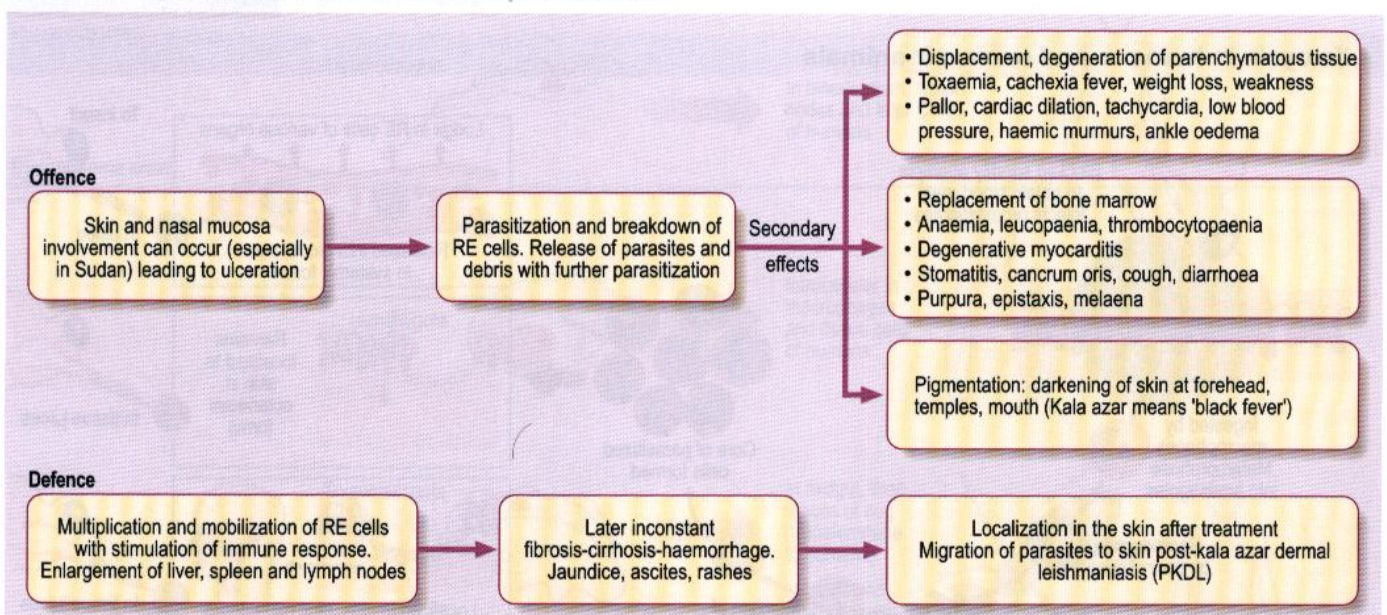 Offence
Skin and nasal mucosa
involvement can occur (especially
in Sudan) leading to ulceration
Parasitization and breakdown of
RE cells. Release of parasites and
debris with further parasitization
Secondary
effects
• Displacement, degeneration of parenchymatous tissue
• Toxaemia, cachexia fever, weight loss, weakness
• Pallor, cardiac dilation, tachycardia, low blood
pressure, haemic murmurs, ankle oedema
• Replacement of bone marrow
• Anaemia, leucopaenia, thrombocytopaenia
• Degenerative myocarditis
• Stomatitis, cancrum oris, cough, diarrhoea
• Purpura, epistaxis, melaena
Pigmentation: darkening of skin at forehead,
temples, mouth (Kala azar means 'black fever')
Defence
Multiplication and mobilization of RE cells
with stimulation of immune response.
Enlargement of liver, spleen and lymph nodes
Later inconstant
fibrosis-cirrhosis-haemorrhage.
Jaundice, ascites, rashes
Localization in the skin after treatment
Migration of parasites to skin post-kala azar dermal
leishmaniasis (PKDL)